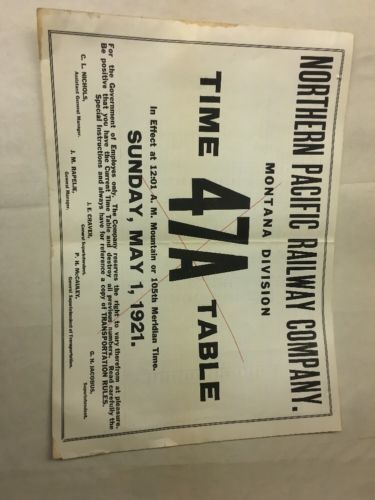 NORTHERN PACIFIC RAILWAY COMPANY.
MONTANA DIVISION
TIME 47A TABLE
In Effect at 12:01 A. M. Mountain or 105th Meridian Time.
SUNDAY, MAY 1, 1921.
For the Government of Employes only. The Company reserves the right to vary therefrom at pleasure.
Be positive that you have the Current Time Table and destroy all previous numbers. Read carefully the
Special Instructions and always have for reference a copy of TRANSPORTATION RULES.
C. L. NICHOLS,
Assistant General Manager.
J. M. RAPELJE,
General Manager.
J. E. CRAVER,
General Superintendent.
P. H. McCAULEY,
General Superintendent of Transportation.
G. H. JACOBUS,
Superintendent.